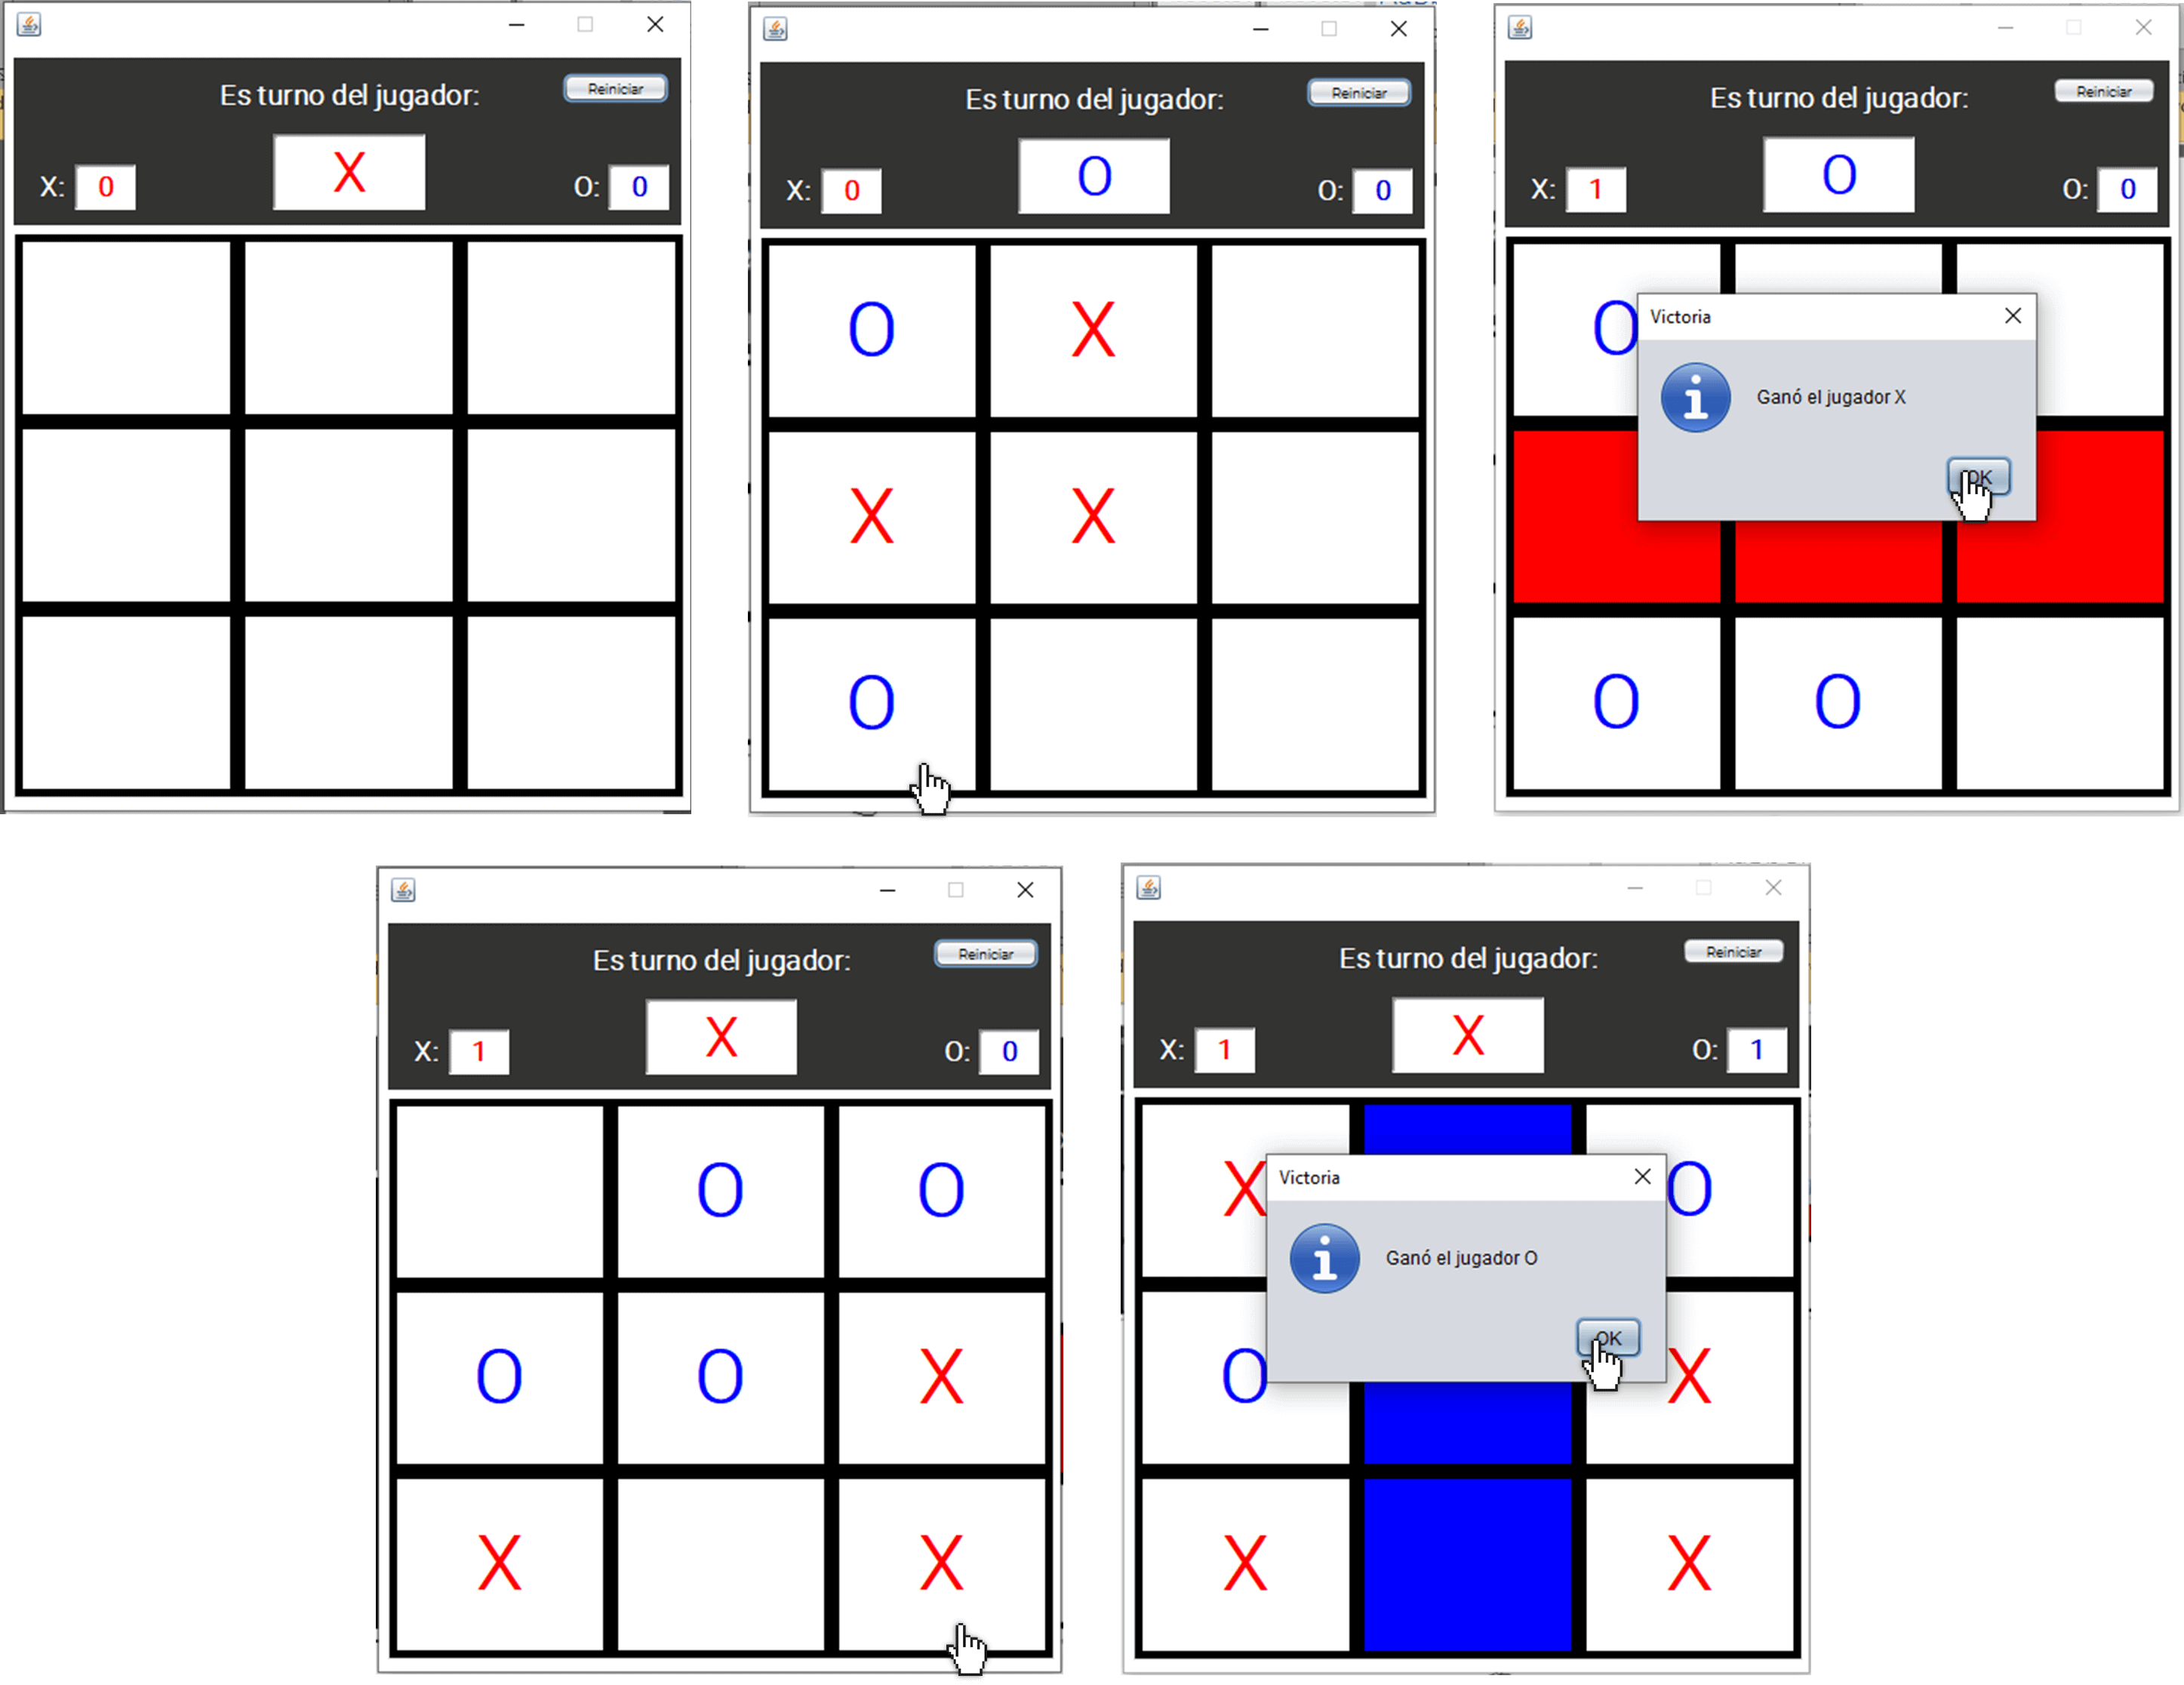 Es turno del jugador:
Reiniciar
X
X: 0
O: 0
Es turno del jugador:
Reiniciar
O
X: 0
O: 0
O X
X X
O
Es turno del jugador:
Reiniciar
O
X: 1
O: 0
O
Victoria
Ganó el jugador X
OK
O O
Es turno del jugador:
Reiniciar
X
X: 1
O: 0
O O
O O X
X X
Es turno del jugador:
Reiniciar
X
X: 1
O: 1
X O
Victoria
Ganó el jugador O
OK
O X
X X